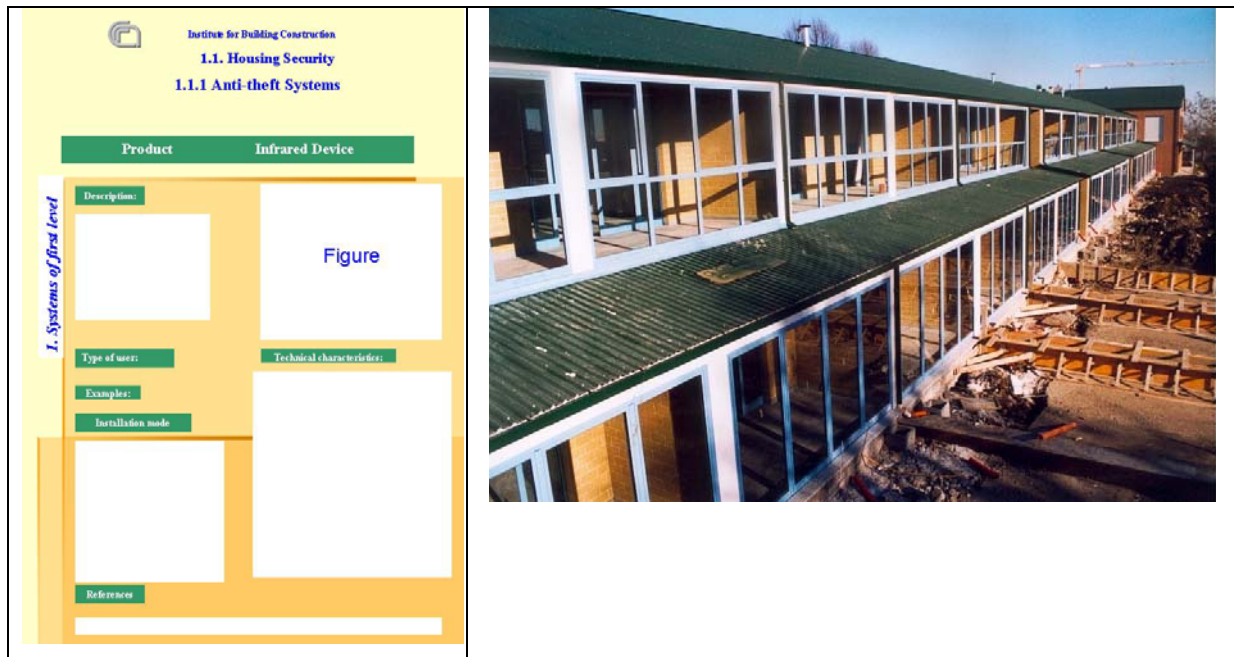 Institute for Building Construction
1.1. Housing Security
1.1.1 Anti-theft Systems
Product Infrared Device
1. Systems of first level
Description:
Figure
Type of user:
Technical characteristics:
Examples:
Installation mode
References